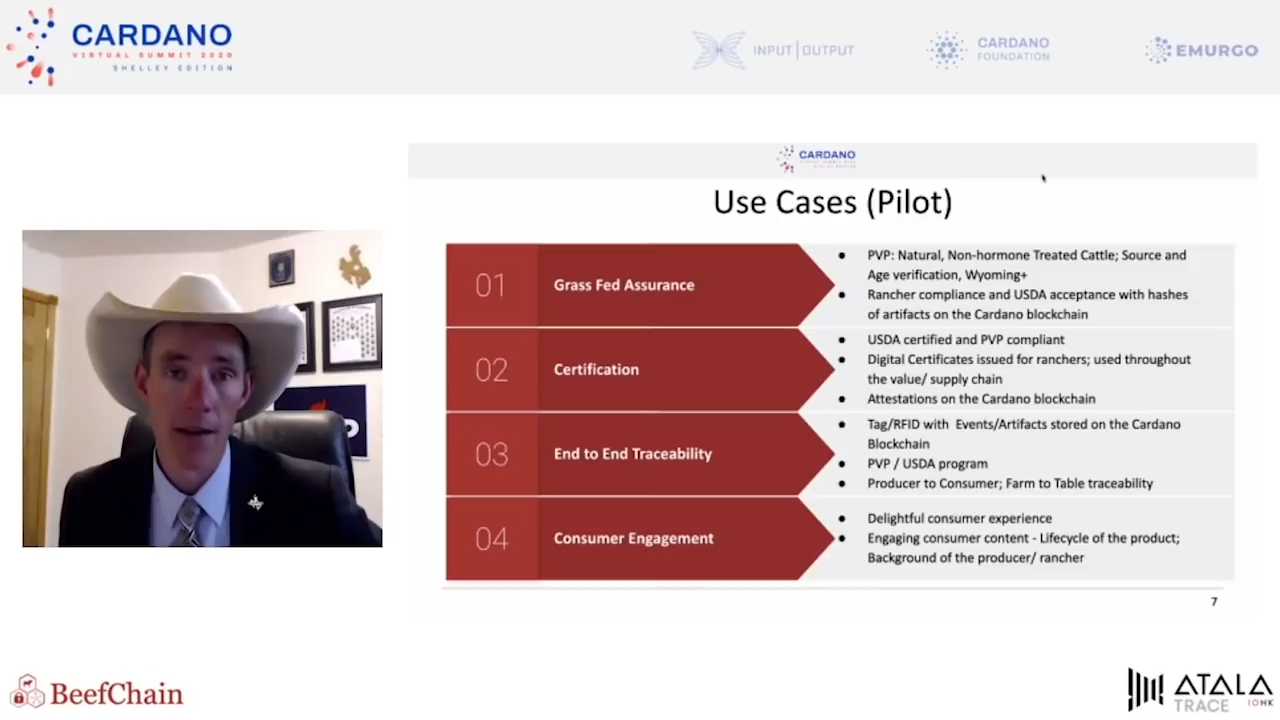 CARDANO
VIRTUAL SUMMIT 2020
SHELLEY EDITION
INPUT | OUTPUT
CARDANO
FOUNDATION
EMURGO
CARDANO
Use Cases (Pilot)
01
Grass Fed Assurance
● PVP: Natural, Non-hormone Treated Cattle; Source and
Age verification, Wyoming+
● Rancher compliance and USDA acceptance with hashes
of artifacts on the Cardano blockchain
02
Certification
● USDA certified and PVP compliant
● Digital Certificates issued for ranchers; used throughout
the value/ supply chain
● Attestations on the Cardano blockchain
03
End to End Traceability
● Tag/RFID with Events/Artifacts stored on the Cardano
Blockchain
● PVP / USDA program
● Producer to Consumer; Farm to Table traceability
04
Consumer Engagement
● Delightful consumer experience
● Engaging consumer content - Lifecycle of the product;
Background of the producer/ rancher
7
BeefChain
ATALA
TRACE
IOHK